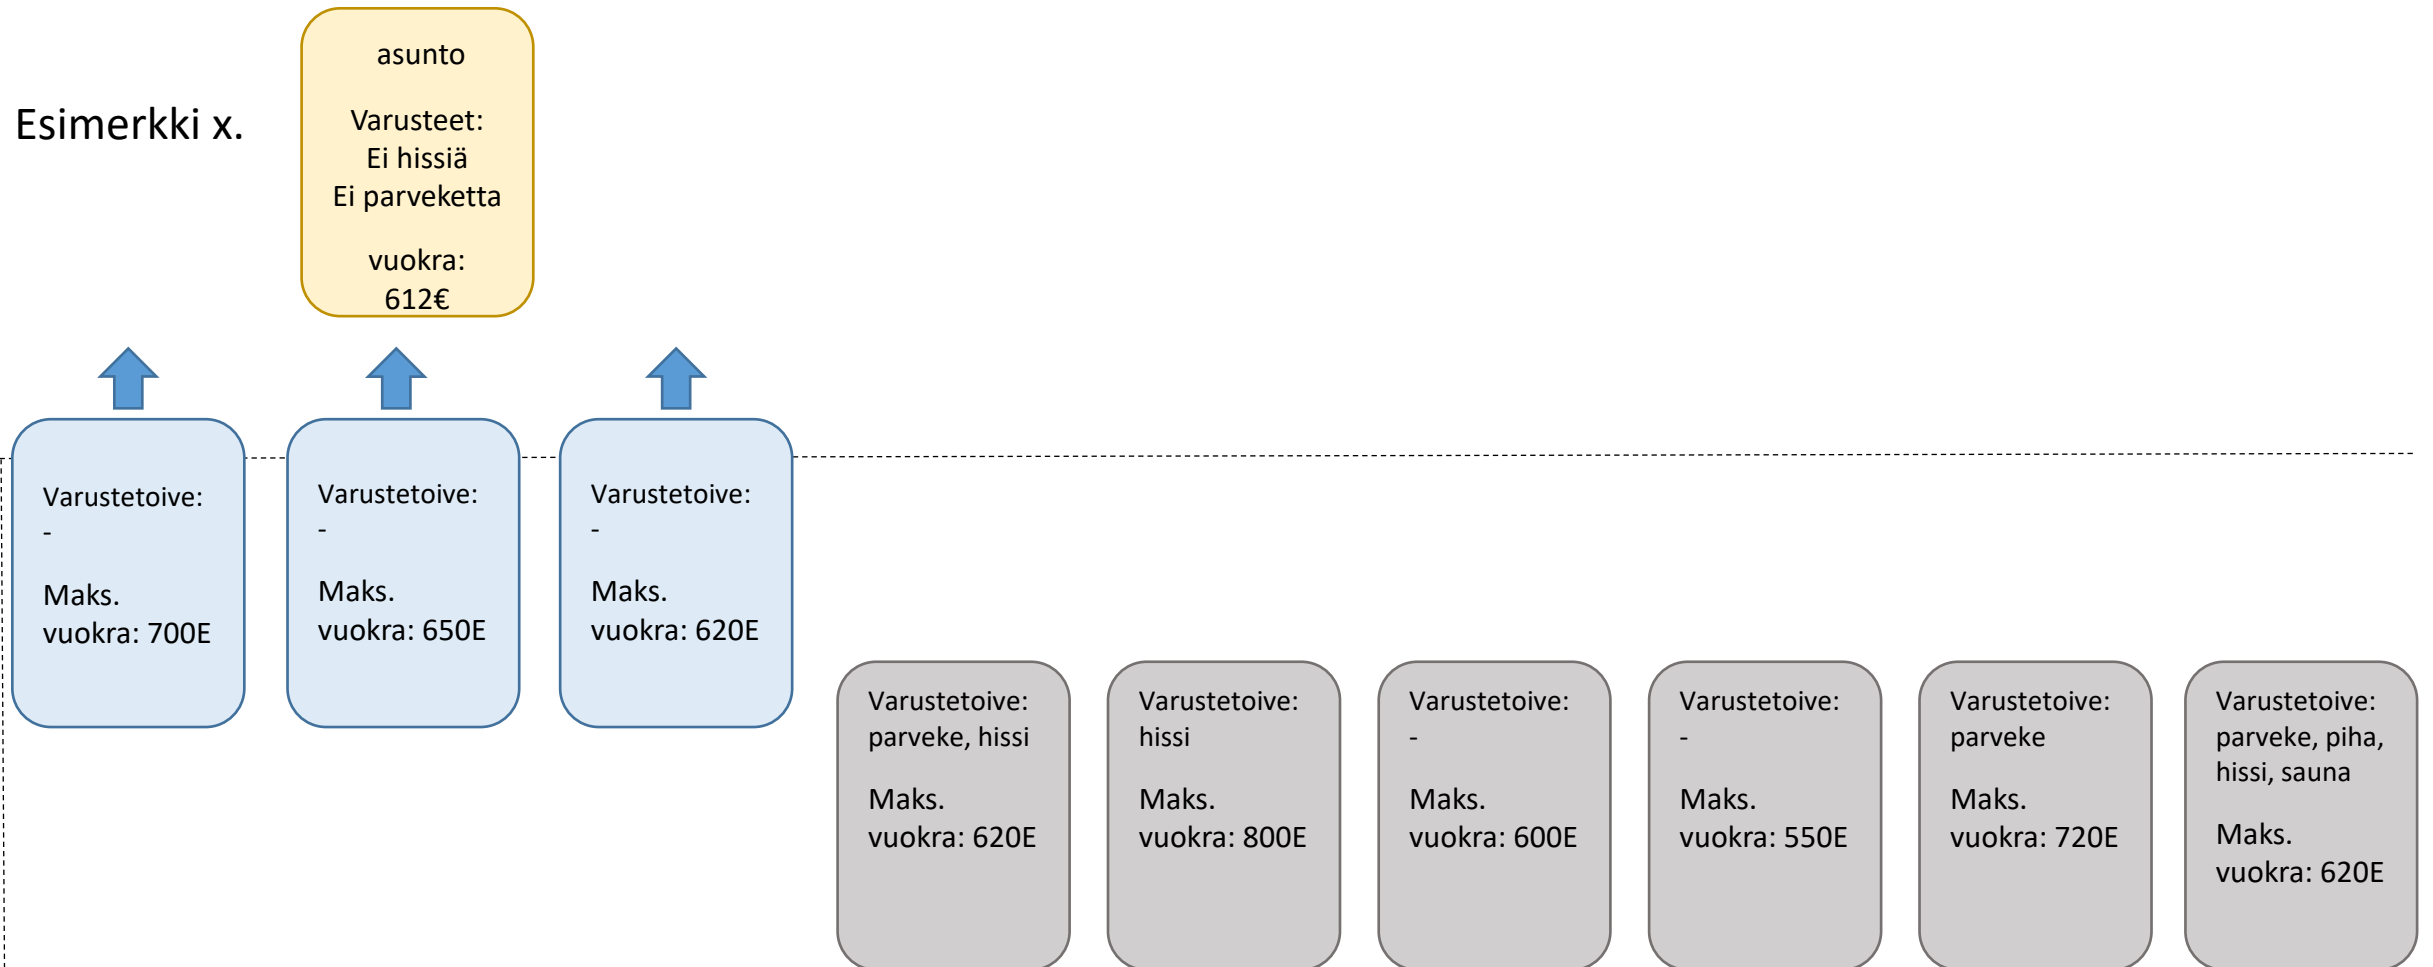 Esimerkki x.
asunto
Varusteet:
Ei hissiä
Ei parveketta
vuokra:
612€
Varustetoive:
-
Maks.
vuokra: 700E
Varustetoive:
-
Maks.
vuokra: 650E
Varustetoive:
-
Maks.
vuokra: 620E
Varustetoive:
parveke, hissi
Maks.
vuokra: 620E
Varustetoive:
hissi
Maks.
vuokra: 800E
Varustetoive:
-
Maks.
vuokra: 600E
Varustetoive:
-
Maks.
vuokra: 550E
Varustetoive:
parveke
Maks.
vuokra: 720E
Varustetoive:
parveke, piha,
hissi, sauna
Maks.
vuokra: 620E